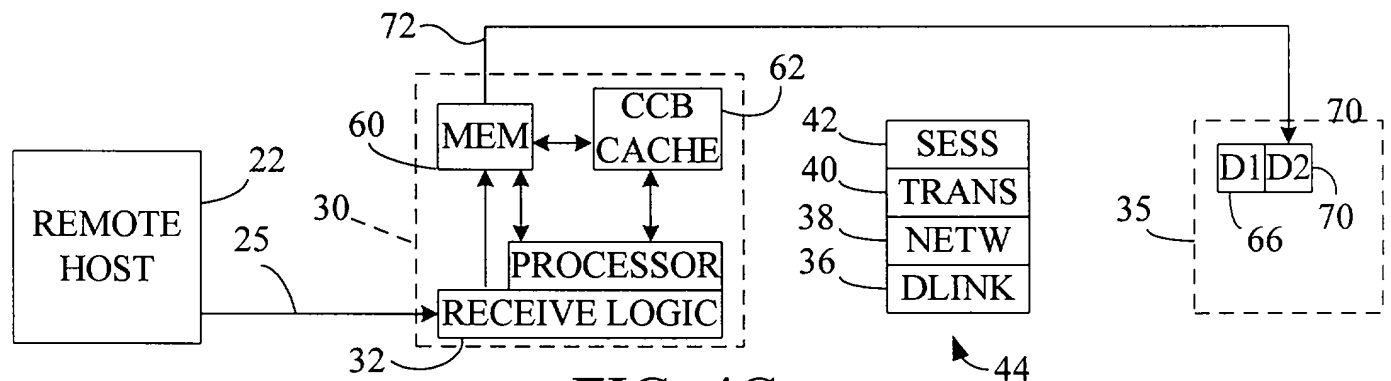 72
62
CCB
CACHE
MEM
60
42
SESS
70
40
TRANS
D1
D2
22
REMOTE
HOST
30
38
NETW
35
66
70
25
PROCESSOR
36
DLINK
RECEIVE LOGIC
32
44